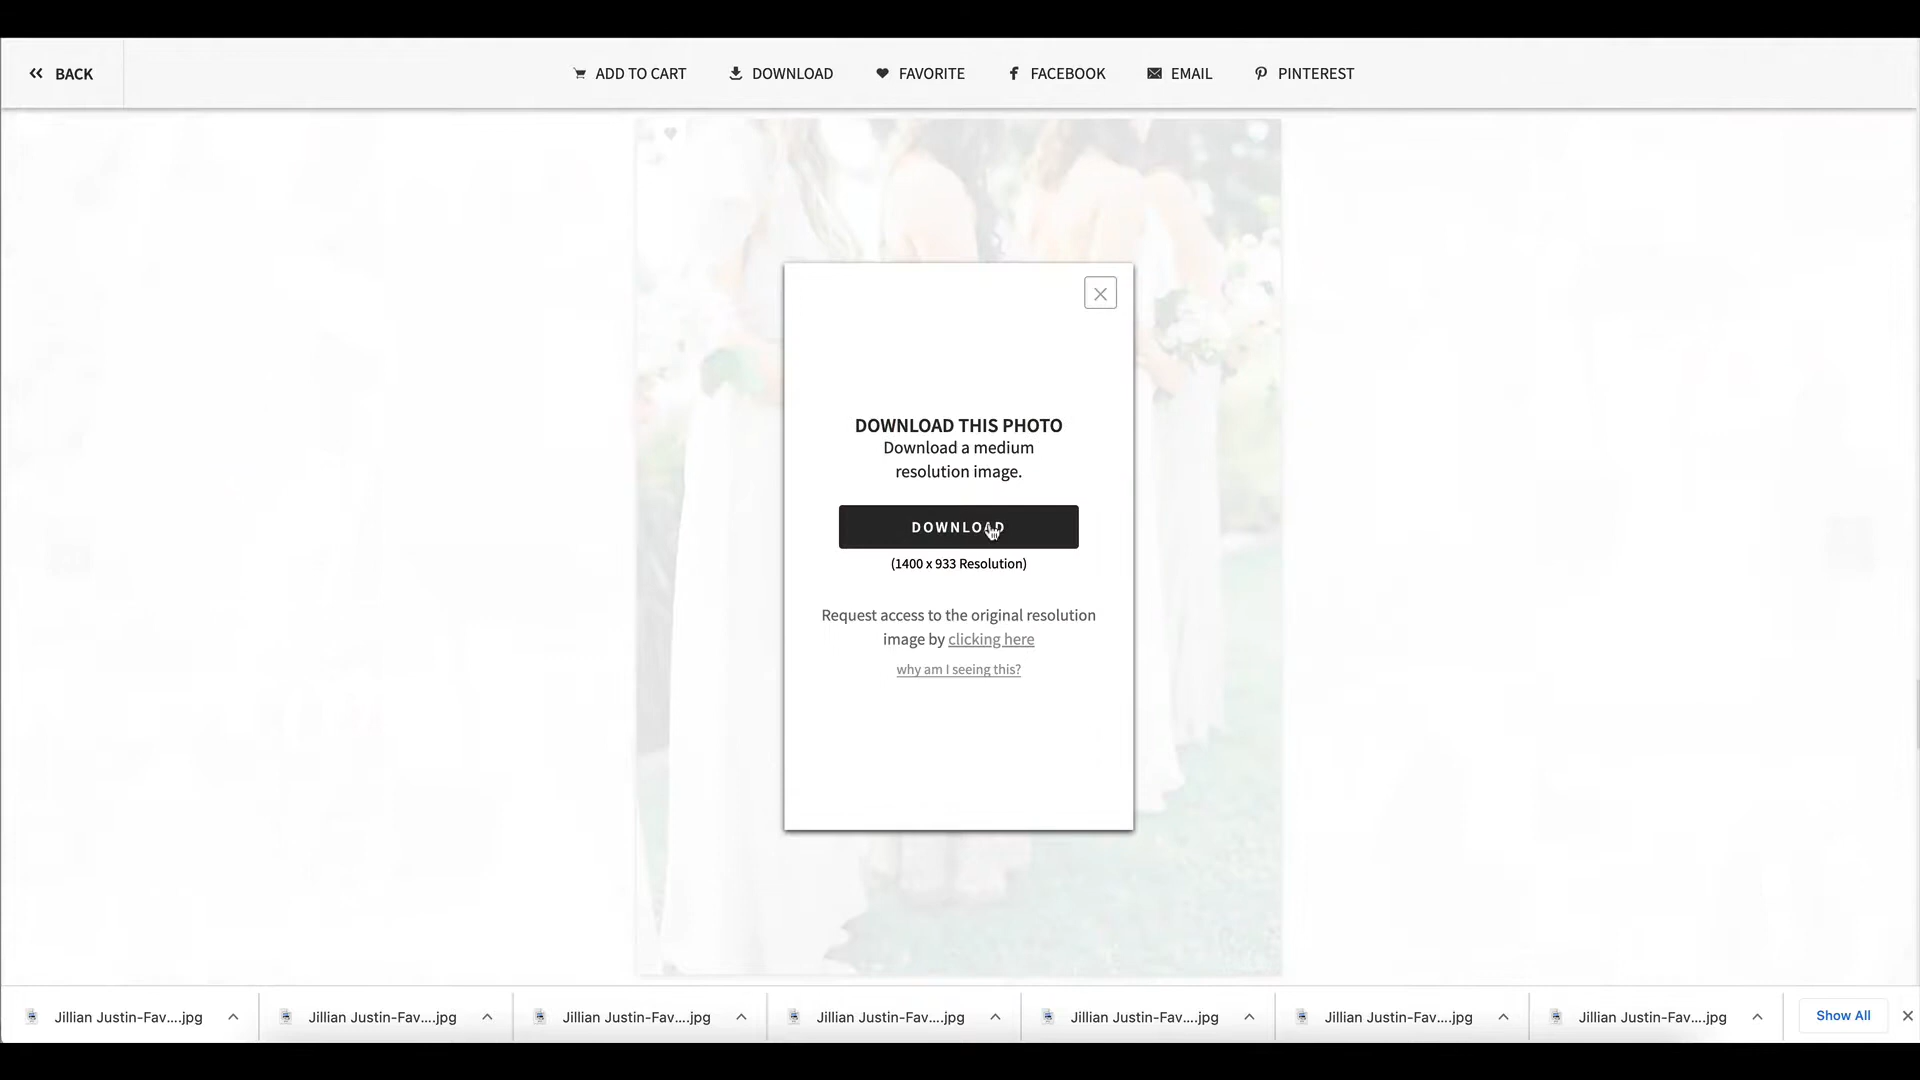 BACK
ADD TO CART
DOWNLOAD
FAVORITE
FACEBOOK
EMAIL
PINTEREST
DOWNLOAD THIS PHOTO
Download a medium
resolution image.
DOWNLOAD
(1400 x 933 Resolution)
Request access to the original resolution
image by clicking here
why am I seeing this?
Jillian Justin-Fav....jpg
Jillian Justin-Fav....jpg
Jillian Justin-Fav....jpg
Jillian Justin-Fav....jpg
Jillian Justin-Fav....jpg
Jillian Justin-Fav....jpg
Jillian Justin-Fav....jpg
Show All